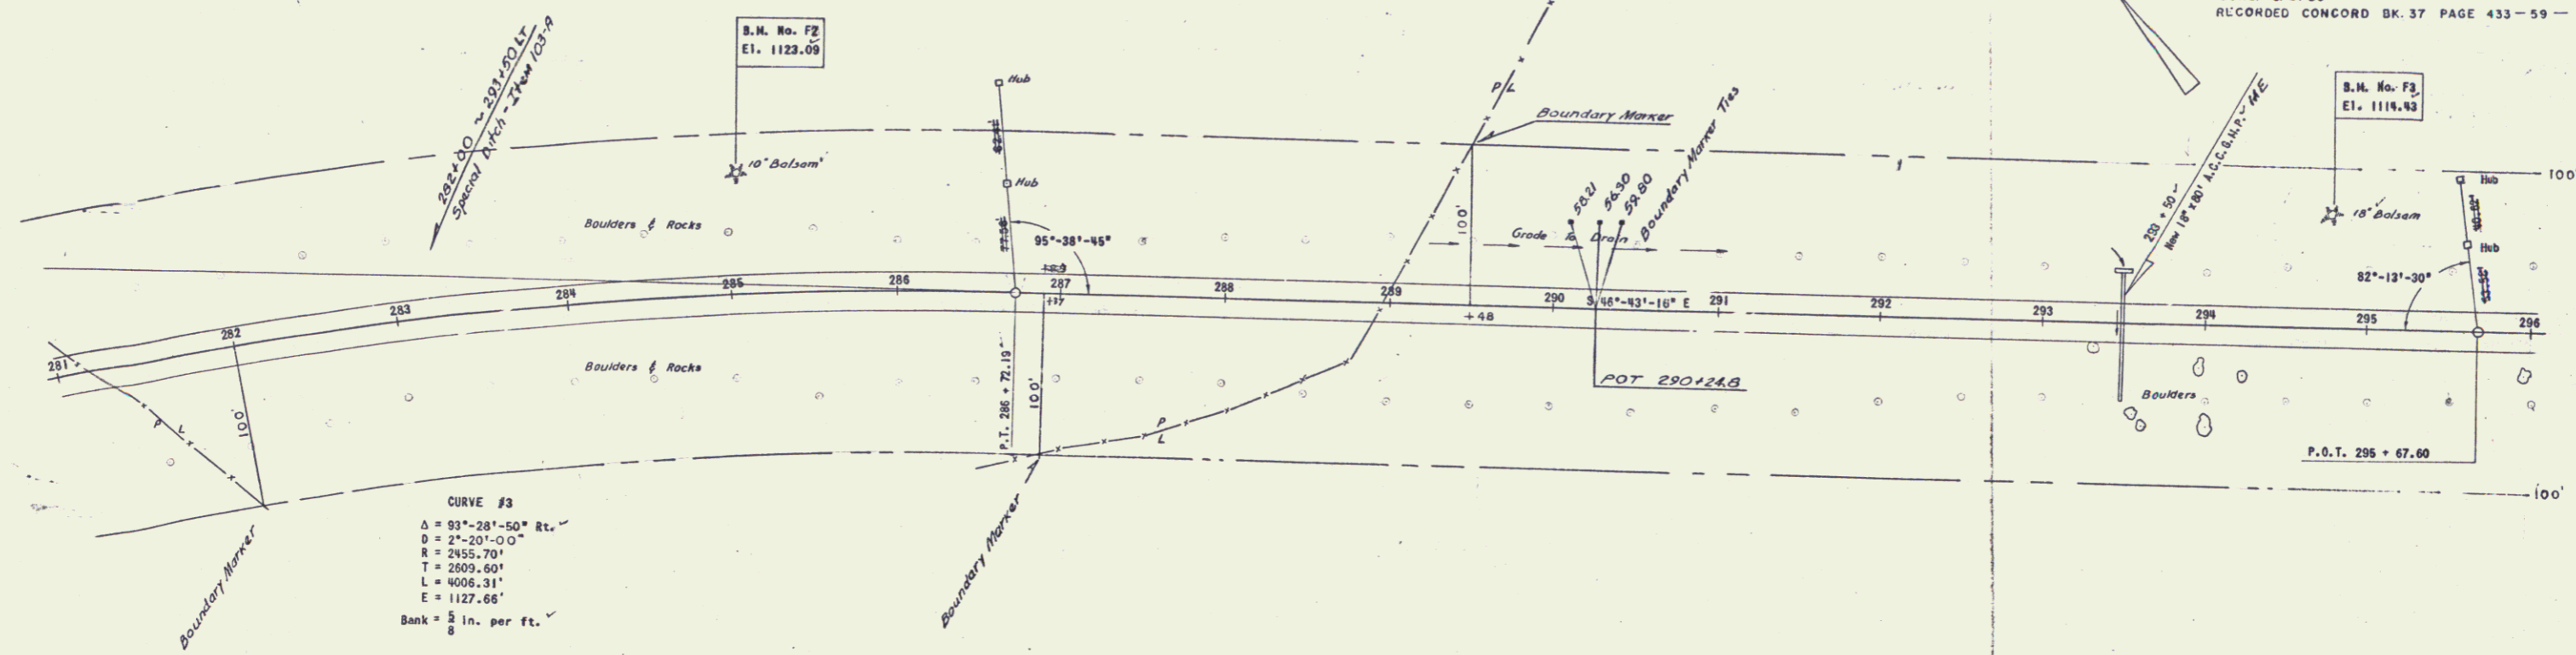 RECORDED CONCORD BK. 37 PAGE 433-59-
282+00 ~ 293+50 LT
Special Ditch - Item 103-A
B.M. No. F2
El. 1123.09
10" Balsam
Hub
Hub
95°-38'-45"
Boulders & Rocks
P/L
Boundary Marker
100'
58.21
56.30
59.80
Boundary Marker Ties
Grade To Drain
293 + 50
New 18" x 80' A.C.C.G.N.P.
B.M. No. F3
El. 1114.43
18" Balsam
Hub
Hub
82°-13'-30"
100'
281
282
283
284
285
286
287
288
289
290
S 46°-43'-16" E
291
292
293
294
295
296
+37
+48
Boulders & Rocks
P L
100'
P.T. 286 + 72.19
100'
P
L
POT 290+24.8
Boulders
P.O.T. 295 + 67.60
100'
Boundary Marker
Boundary Marker
CURVE #3
Δ = 93°-28'-50" Rt.
D = 2°-20'-00"
R = 2455.70'
T = 2609.60'
L = 4006.31'
E = 1127.66'
Bank = 5/8 in. per ft.